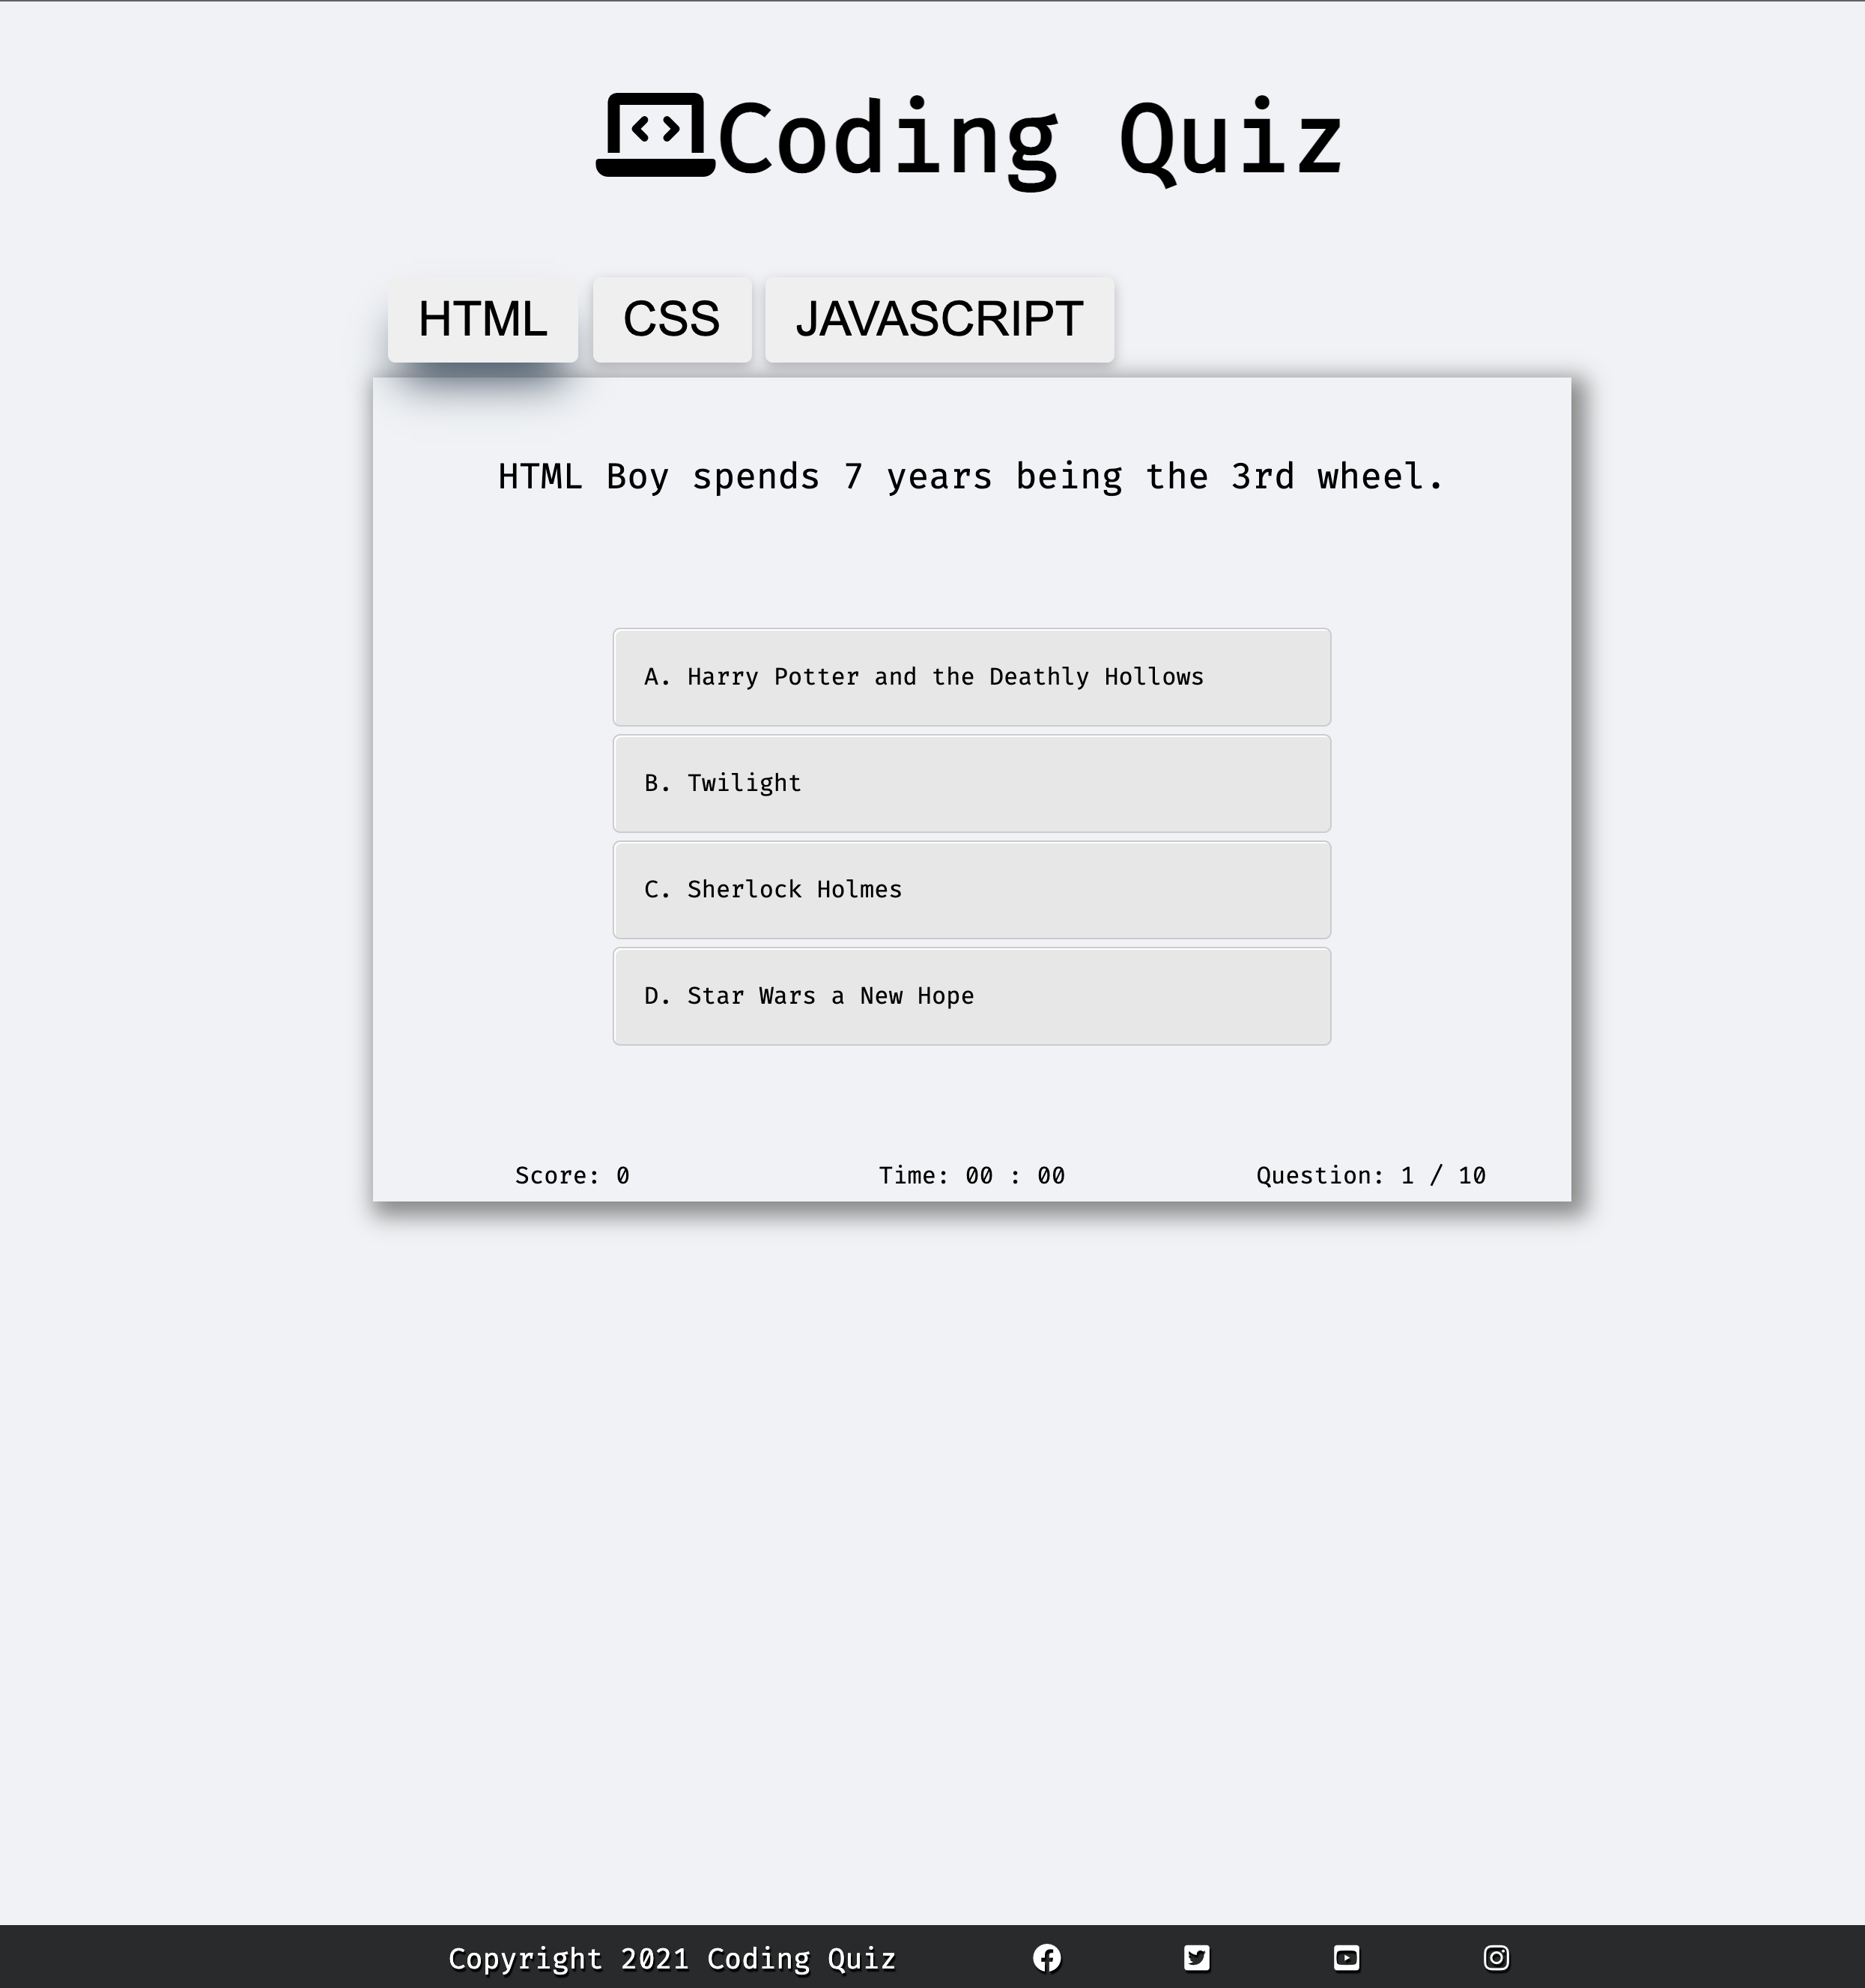 Coding Quiz
HTML CSS JAVASCRIPT
HTML Boy spends 7 years being the 3rd wheel.
A. Harry Potter and the Deathly Hollows
B. Twilight
C. Sherlock Holmes
D. Star Wars a New Hope
Score: 0 Time: 00 : 00 Question: 1 / 10
Copyright 2021 Coding Quiz